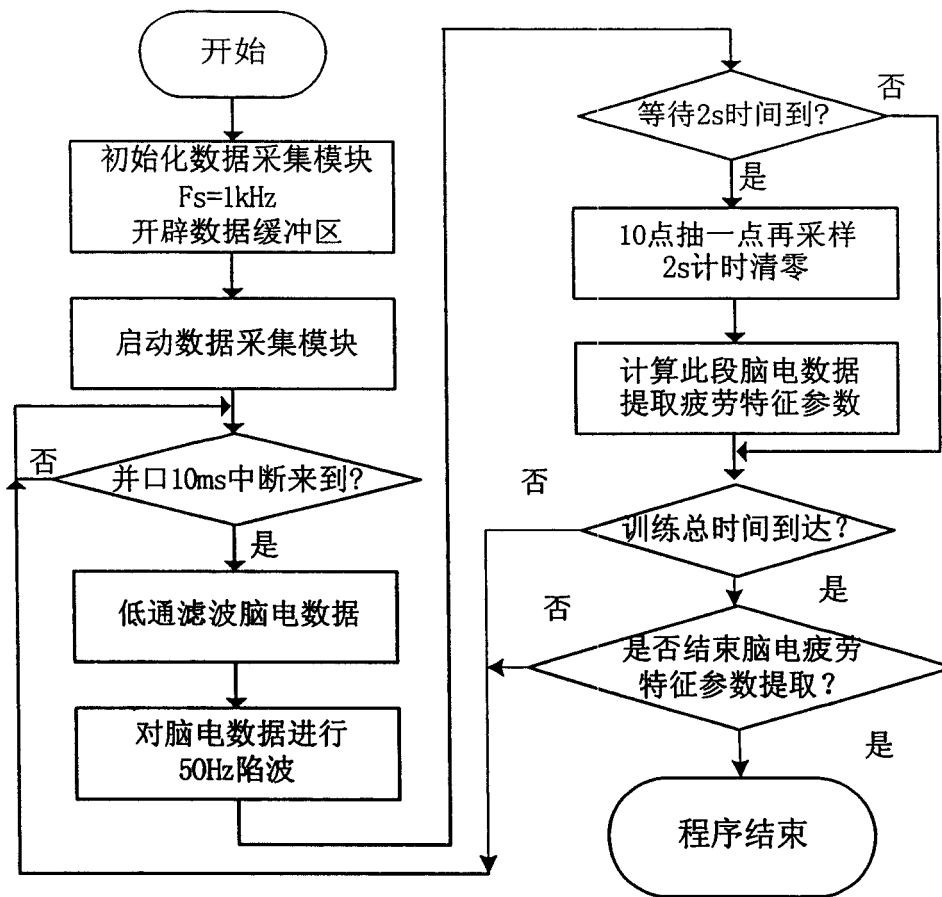 开始
初始化数据采集模块
Fs=1kHz
开辟数据缓冲区
启动数据采集模块
否
并口10ms中断来到?
是
低通滤波脑电数据
对脑电数据进行
50Hz陷波
否
等待2s时间到?
是
10点抽一点再采样
2s计时清零
计算此段脑电数据
提取疲劳特征参数
否
训练总时间到达?
是
否
是否结束脑电疲劳
特征参数提取?
是
程序结束